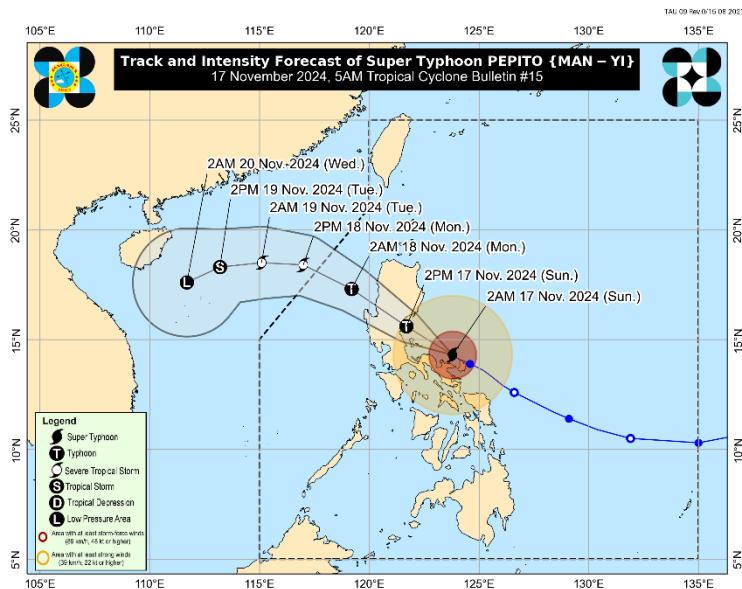 TAU 09 Rev.0/16 08 2023
105°E 110°E 115°E 120°E 125°E 130°E 135°E
Track and Intensity Forecast of Super Typhoon PEPITO {MAN – YI}
17 November 2024, 5AM Tropical Cyclone Bulletin #15
25°N 25°N
2AM 20 Nov. 2024 (Wed.)
2PM 19 Nov. 2024 (Tue.)
2AM 19 Nov. 2024 (Tue.)
20°N 20°N
2PM 18 Nov. 2024 (Mon.)
2AM 18 Nov. 2024 (Mon.)
2PM 17 Nov. 2024 (Sun.)
2AM 17 Nov. 2024 (Sun.)
L S T T
15°N 15°N
Legend
Super Typhoon
T Typhoon
Severe Tropical Storm
S Tropical Storm
D Tropical Depression
L Low Pressure Area
Area with at least storm-force winds
(89 km/h, 48 kt or higher)
Area with at least strong winds
(39 km/h, 22 kt or higher)
10°N 10°N
5°N 5°N
105°E 110°E 115°E 120°E 125°E 130°E 135°E